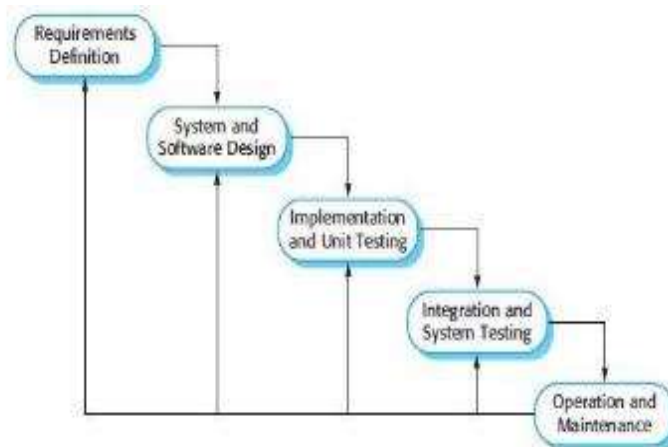 Requirements
Definition
System and
Software Design
Implementation
and Unit Testing
Integration and
System Testing
Operation and
Maintenance